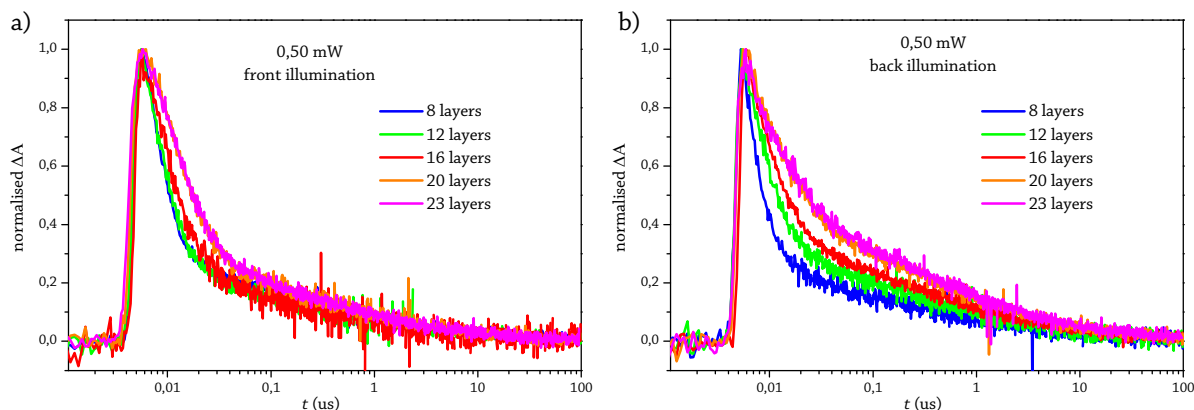 a)
normalised ΔA
1,0
0,8
0,6
0,4
0,2
0,0
0,50 mW
front illumination
8 layers
12 layers
16 layers
20 layers
23 layers
0,01
0,1
1
10
100
t (us)
b)
normalised ΔA
1,0
0,8
0,6
0,4
0,2
0,0
0,50 mW
back illumination
8 layers
12 layers
16 layers
20 layers
23 layers
0,01
0,1
1
10
100
t (us)